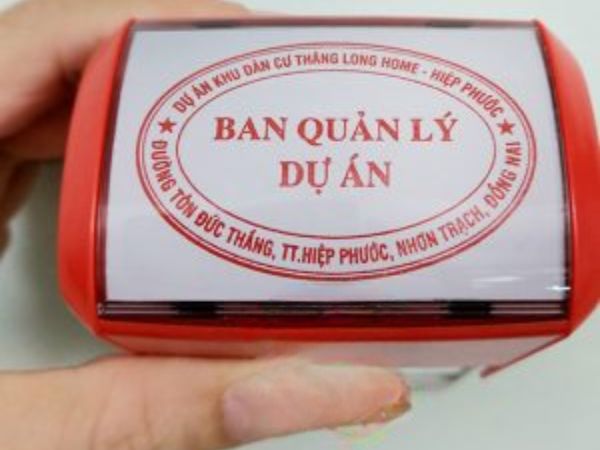 DỰ ÁN KHU DÂN CƯ THĂNG LONG HOME - HIỆP PHƯỚC
BAN QUẢN LÝ
DỰ ÁN
ĐƯỜNG TÔN ĐỨC THẮNG, TT.HIỆP PHƯỚC, NHƠN TRẠCH, ĐỒNG NAI